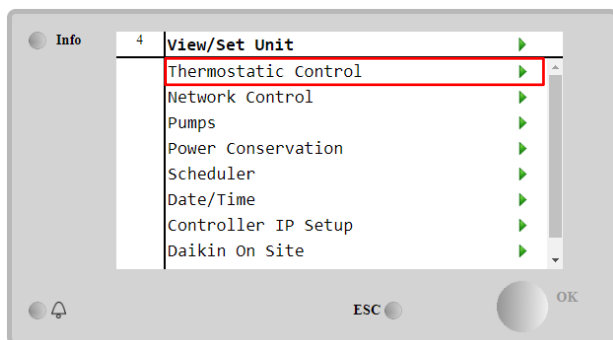 Info
4 View/Set Unit
Thermostatic Control
Network Control
Pumps
Power Conservation
Scheduler
Date/Time
Controller IP Setup
Daikin On Site
ESC OK